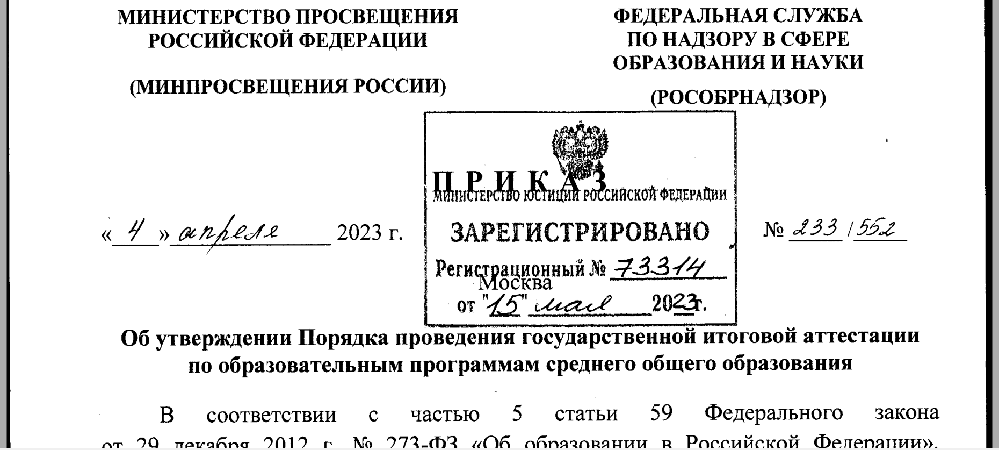 МИНИСТЕРСТВО ПРОСВЕЩЕНИЯ
РОССИЙСКОЙ ФЕДЕРАЦИИ
(МИНПРОСВЕЩЕНИЯ РОССИИ)
ФЕДЕРАЛЬНАЯ СЛУЖБА
ПО НАДЗОРУ В СФЕРЕ
ОБРАЗОВАНИЯ И НАУКИ
(РОСОБРНАДЗОР)
П Р И К А З
МИНИСТЕРСТВО ЮСТИЦИИ РОССИЙСКОЙ ФЕДЕРАЦИИ
ЗАРЕГИСТРИРОВАНО
Регистрационный № 73314
от "15" мая 2023г.
«4» апреля 2023 г.
№ 233 / 552
Москва
Об утверждении Порядка проведения государственной итоговой аттестации
по образовательным программам среднего общего образования
В соответствии с частью 5 статьи 59 Федерального закона
от 29 декабря 2012 г. № 273-ФЗ «Об образовании в Российской Федерации»,